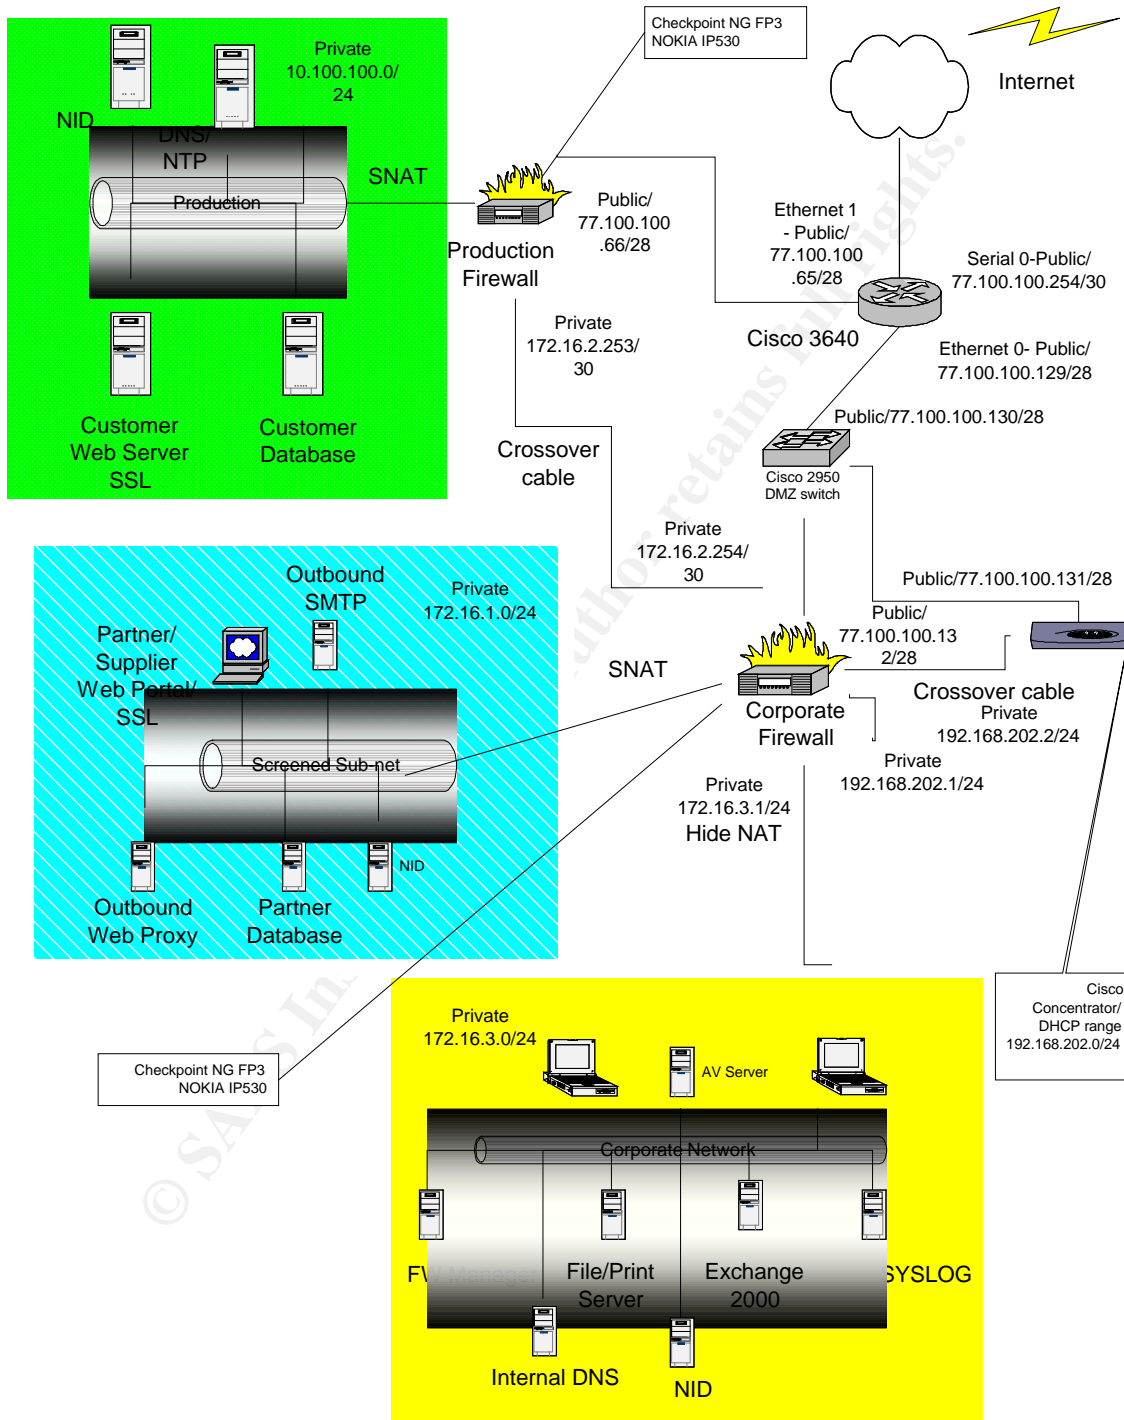 Checkpoint NG FP3
NOKIA IP530
Internet
Private
10.100.100.0/
24
NID
DNS/
NTP
SNAT
Production
Production
Firewall
Public/
77.100.100
.66/28
Ethernet 1
- Public/
77.100.100
.65/28
Serial 0-Public/
77.100.100.254/30
Cisco 3640
Ethernet 0- Public/
77.100.100.129/28
Private
172.16.2.253/
30
Customer
Web Server
SSL
Customer
Database
Crossover
cable
Public/77.100.100.130/28
Cisco 2950
DMZ switch
Private
172.16.2.254/
30
Public/77.100.100.131/28
Outbound
SMTP
Private
172.16.1.0/24
Partner/
Supplier
Web Portal/
SSL
Screened Sub-net
SNAT
Public/
77.100.100.13
2/28
Corporate
Firewall
Crossover cable
Private
192.168.202.2/24
Private
192.168.202.1/24
Private
172.16.3.1/24
Hide NAT
NID
Outbound
Web Proxy
Partner
Database
Cisco
Concentrator/
DHCP range
192.168.202.0/24
Checkpoint NG FP3
NOKIA IP530
Private
172.16.3.0/24
AV Server
Corporate Network
FW Manager
File/Print
Server
Exchange
2000
SYSLOG
Internal DNS
NID
© SANS Ins
Author retains full rights.